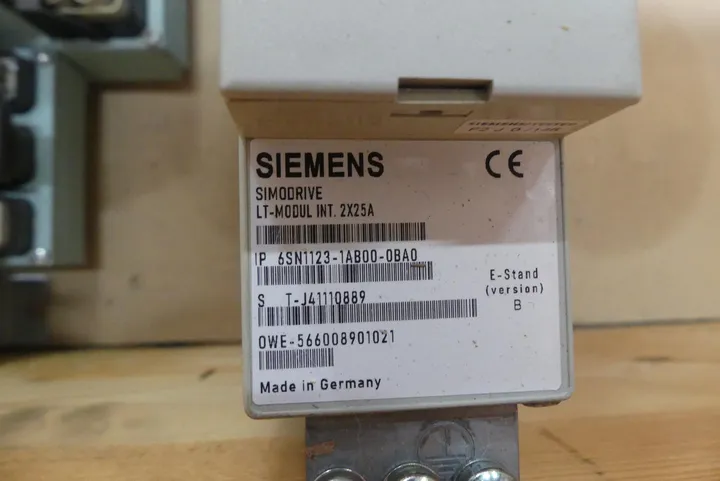 SIEMENS
CE
SIMODRIVE
LT-MODUL INT. 2X25A
IP 6SN1123-1AB00-0BA0
E-Stand
(version)
B
S T-J41110889
OWE-566008901021
Made in Germany